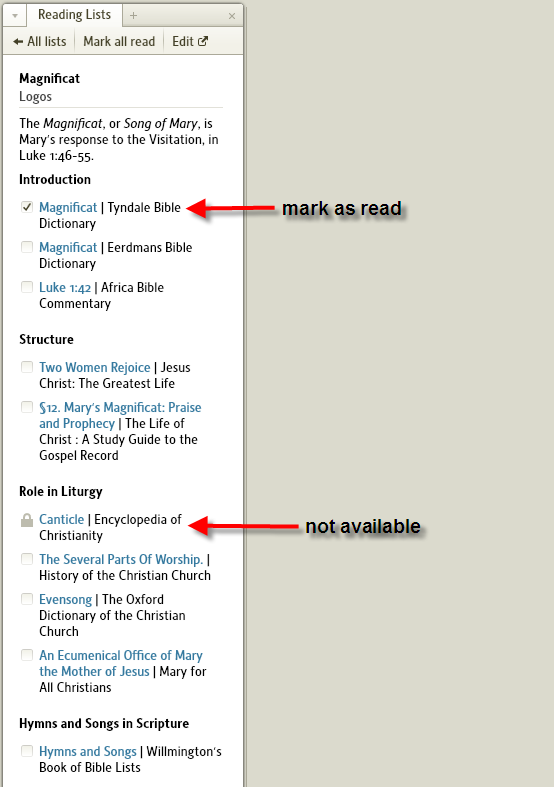 Reading Lists
All lists Mark all read Edit
Magnificat
Logos
The Magnificat, or Song of Mary, is
Mary's response to the Visitation, in
Luke 1:46-55.
Introduction
Magnificat | Tyndale Bible
Dictionary
mark as read
Magnificat | Eerdmans Bible
Dictionary
Luke 1:42 | Africa Bible
Commentary
Structure
Two Women Rejoice | Jesus
Christ: The Greatest Life
§12. Mary's Magnificat: Praise
and Prophecy | The Life of
Christ : A Study Guide to the
Gospel Record
Role in Liturgy
Canticle | Encyclopedia of
Christianity
not available
The Several Parts Of Worship. |
History of the Christian Church
Evensong | The Oxford
Dictionary of the Christian
Church
An Ecumenical Office of Mary
the Mother of Jesus | Mary for
All Christians
Hymns and Songs in Scripture
Hymns and Songs | Willmington's
Book of Bible Lists